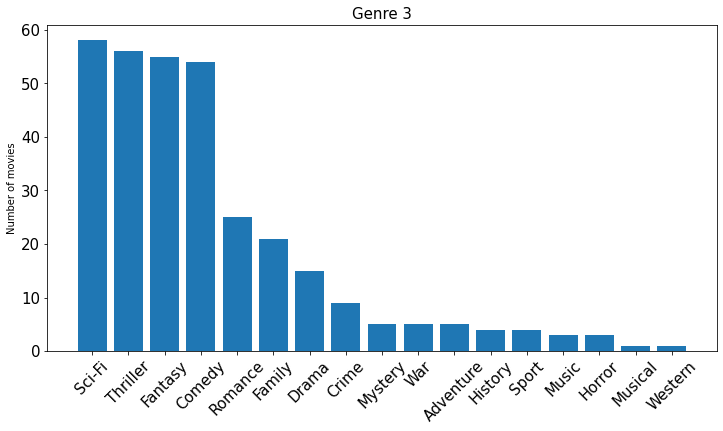 Genre 3
Number of movies
60
50
40
30
20
10
0
Sci-Fi
Thriller
Fantasy
Comedy
Romance
Family
Drama
Crime
Mystery
War
Adventure
History
Sport
Music
Horror
Musical
Western